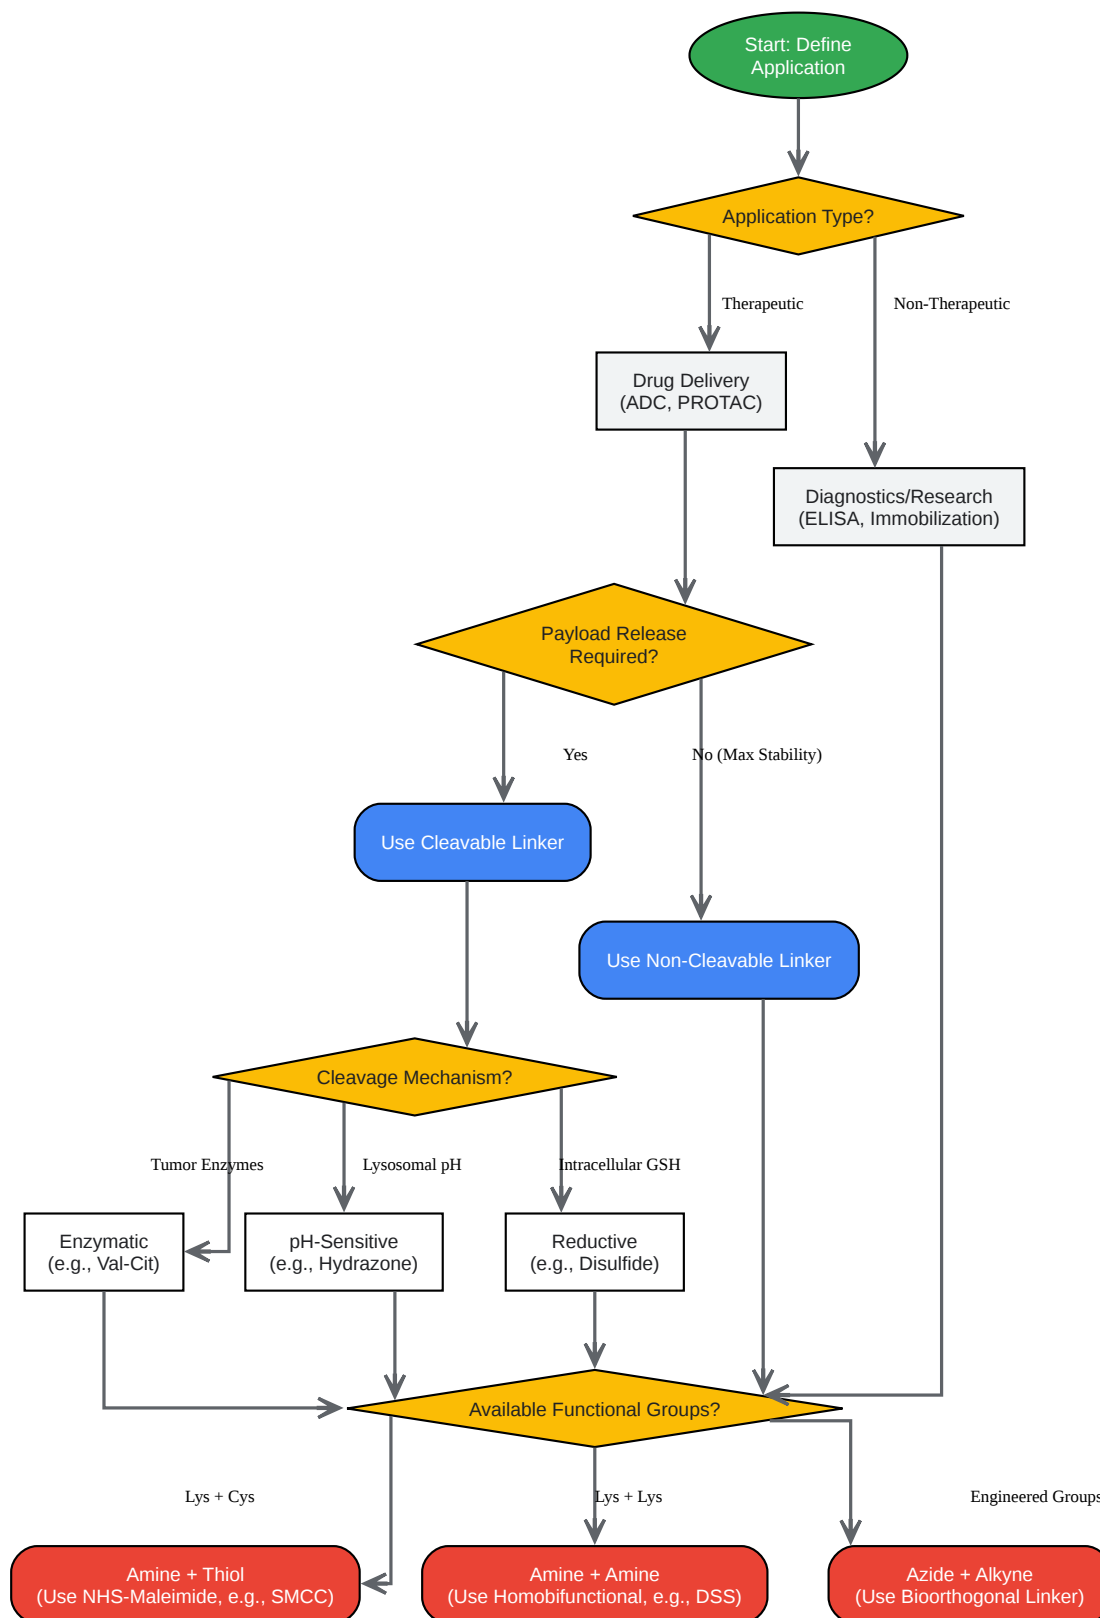 Start: Define
Application
Application Type?
Therapeutic
Non-Therapeutic
Drug Delivery
(ADC, PROTAC)
Diagnostics/Research
(ELISA, Immobilization)
Payload Release
Required?
Yes
No (Max Stability)
Use Cleavable Linker
Use Non-Cleavable Linker
Cleavage Mechanism?
Tumor Enzymes
Lysosomal pH
Intracellular GSH
Enzymatic
(e.g., Val-Cit)
pH-Sensitive
(e.g., Hydrazone)
Reductive
(e.g., Disulfide)
Available Functional Groups?
Lys + Cys
Lys + Lys
Engineered Groups
Amine + Thiol
(Use NHS-Maleimide, e.g., SMCC)
Amine + Amine
(Use Homobifunctional, e.g., DSS)
Azide + Alkyne
(Use Bioorthogonal Linker)